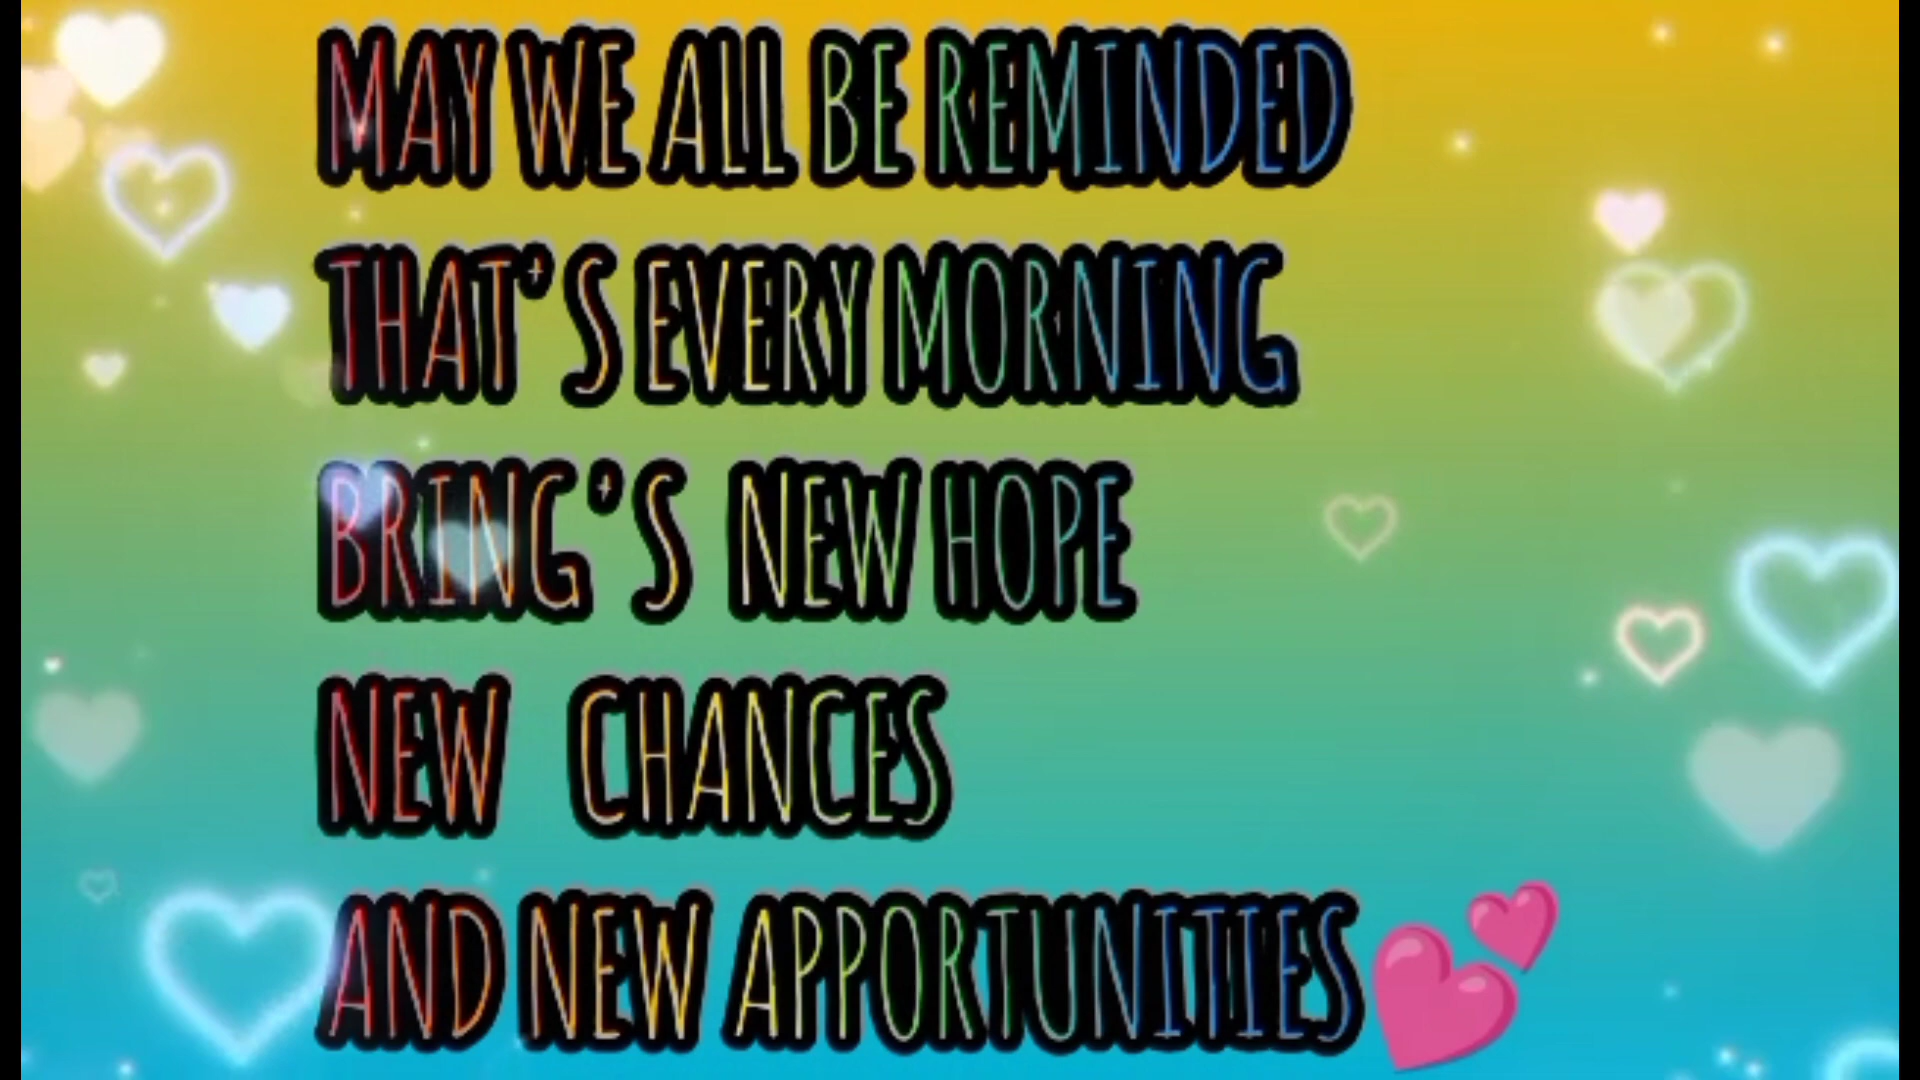 MAY WE ALL BE REMINDED
THAT'S EVERY MORNING
BRING'S NEW HOPE
NEW CHANCES
AND NEW APPORTUNITIES